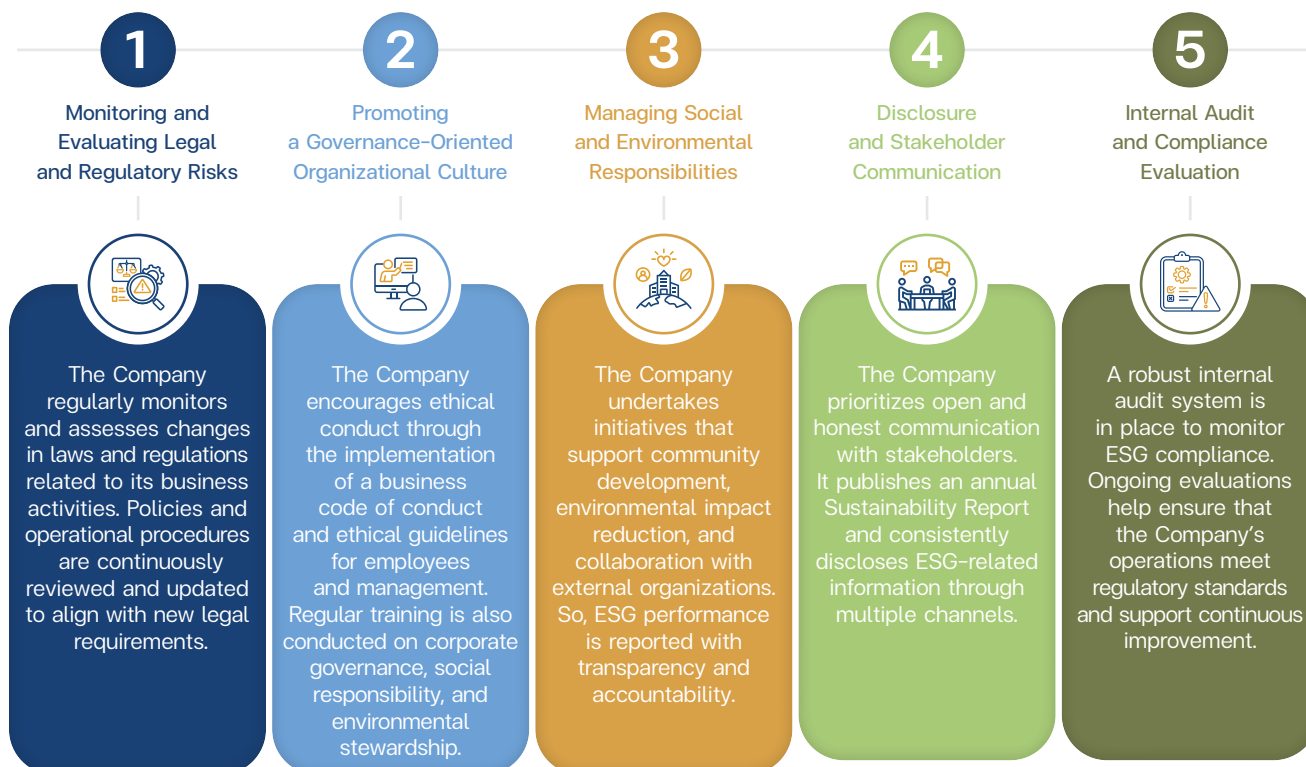 1
Monitoring and
Evaluating Legal
and Regulatory Risks
The Company
regularly monitors
and assesses changes
in laws and regulations
related to its business
activities. Policies and
operational procedures
are continuously
reviewed and updated
to align with new legal
requirements.
2
Promoting
a Governance-Oriented
Organizational Culture
The Company
encourages ethical
conduct through
the implementation
of a business
code of conduct
and ethical guidelines
for employees
and management.
Regular training is also
conducted on corporate
governance, social
responsibility, and
environmental
stewardship.
3
Managing Social
and Environmental
Responsibilities
The Company
undertakes
initiatives that
support community
development,
environmental impact
reduction, and
collaboration with
external organizations.
So, ESG performance
is reported with
transparency and
accountability.
4
Disclosure
and Stakeholder
Communication
The Company
prioritizes open and
honest communication
with stakeholders.
It publishes an annual
Sustainability Report
and consistently
discloses ESG-related
information through
multiple channels.
5
Internal Audit
and Compliance
Evaluation
A robust internal
audit system is
in place to monitor
ESG compliance.
Ongoing evaluations
help ensure that
the Company's
operations meet
regulatory standards
and support continuous
improvement.